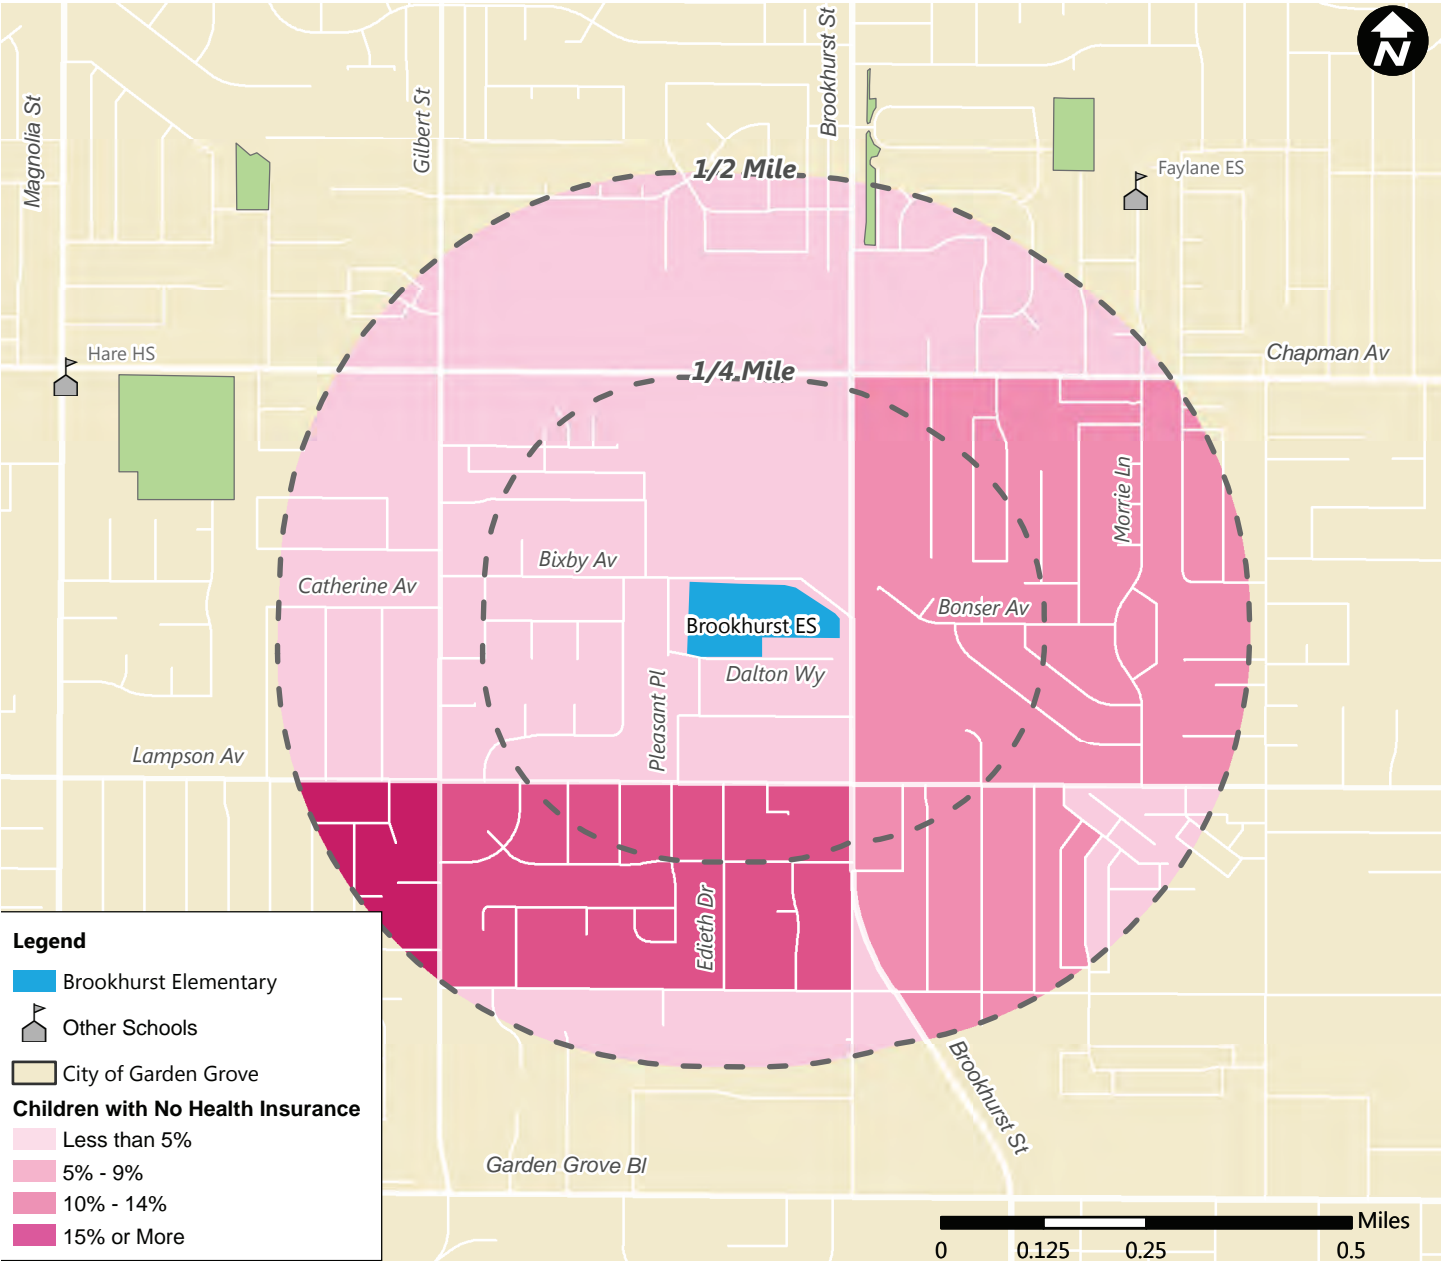 N
Magnolia St
Gilbert St
Brookhurst St
1/2 Mile
Faylane ES
Hare HS
1/4 Mile
Chapman Av
Morrie Ln
Bixby Av
Catherine Av
Brookhurst ES
Bonser Av
Dalton Wy
Pleasant Pl
Lampson Av
Edieth Dr
Brookhurst St
Garden Grove Bl
Legend
Brookhurst Elementary
Other Schools
City of Garden Grove
Children with No Health Insurance
Less than 5%
5% - 9%
10% - 14%
15% or More
Miles
0 0.125 0.25 0.5